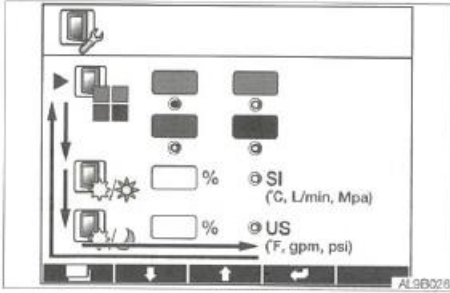 % SI
(°C, L/min, Mpa)
% US
(°F, gpm, psi)
AL9B026